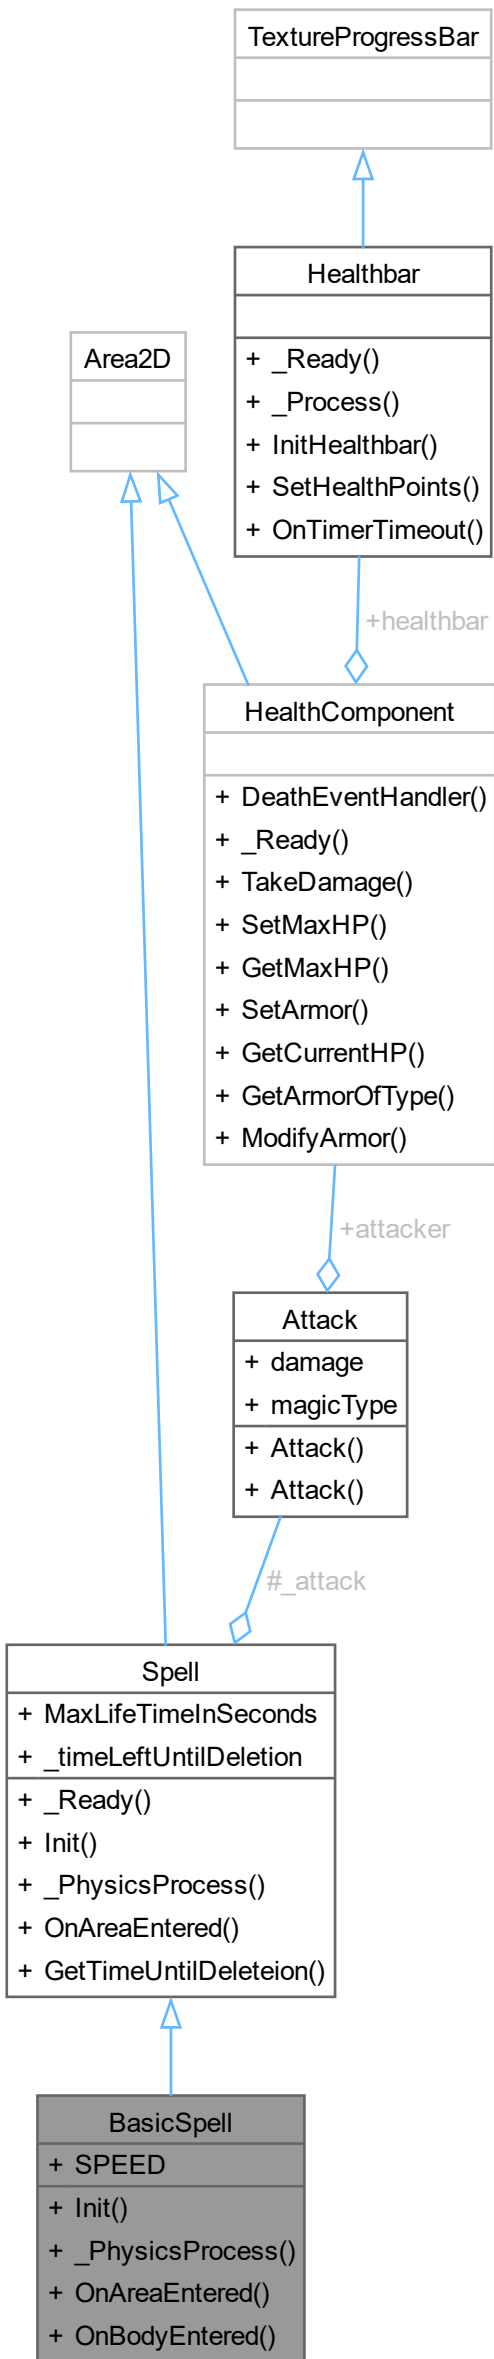 TextureProgressBar
Healthbar
+ _Ready()
+ _Process()
+ InitHealthbar()
+ SetHealthPoints()
+ OnTimerTimeout()
Area2D
+healthbar
HealthComponent
+ DeathEventHandler()
+ _Ready()
+ TakeDamage()
+ SetMaxHP()
+ GetMaxHP()
+ SetArmor()
+ GetCurrentHP()
+ GetArmorOfType()
+ ModifyArmor()
+attacker
Attack
+ damage
+ magicType
+ Attack()
+ Attack()
#_attack
Spell
+ MaxLifeTimeInSeconds
+ _timeLeftUntilDeletion
+ _Ready()
+ Init()
+ _PhysicsProcess()
+ OnAreaEntered()
+ GetTimeUntilDeleteion()
BasicSpell
+ SPEED
+ Init()
+ _PhysicsProcess()
+ OnAreaEntered()
+ OnBodyEntered()